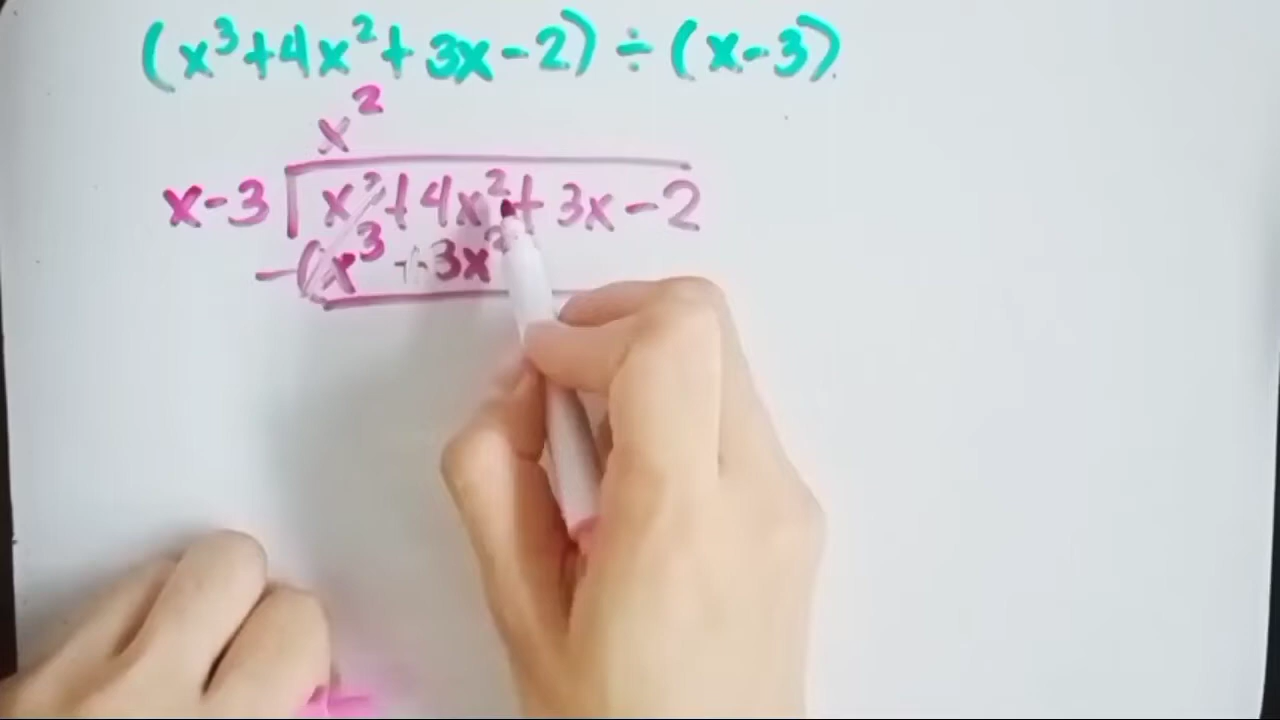 (x³+4x²+3x-2)÷(x-3)
x²
x-3 x³+4x²+3x-2
-(x³+3x²